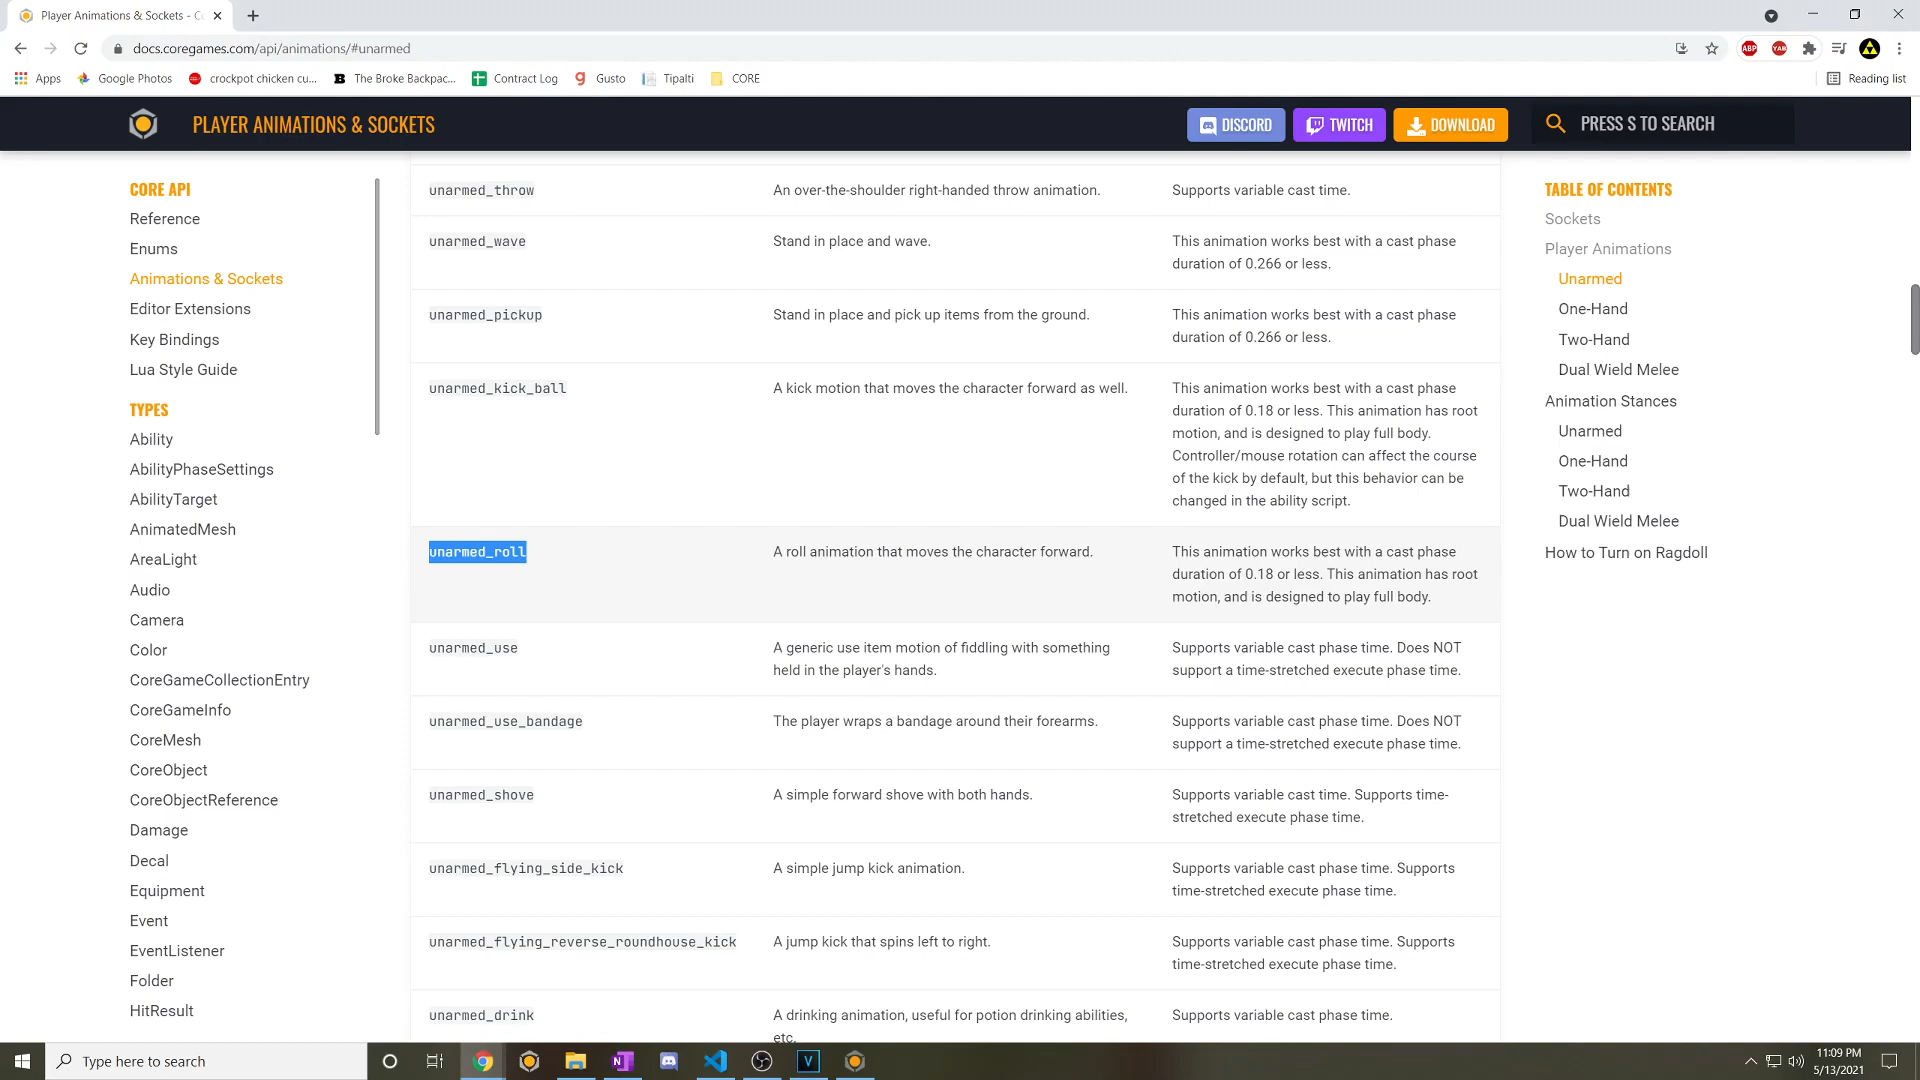 Player Animations & Sockets - Co
docs.coregames.com/api/animations/#unarmed
ABP
YAB
Apps
Google Photos
crockpot chicken cu...
B
The Broke Backpac...
Contract Log
g
Gusto
Tipalti
CORE
Reading list
PLAYER ANIMATIONS & SOCKETS
DISCORD
TWITCH
DOWNLOAD
PRESS S TO SEARCH
CORE API
Reference
Enums
Animations & Sockets
Editor Extensions
Key Bindings
Lua Style Guide
TYPES
Ability
AbilityPhaseSettings
AbilityTarget
AnimatedMesh
AreaLight
Audio
Camera
Color
CoreGameCollectionEntry
CoreGameInfo
CoreMesh
CoreObject
CoreObjectReference
Damage
Decal
Equipment
Event
EventListener
Folder
HitResult
unarmed_throw
An over-the-shoulder right-handed throw animation.
Supports variable cast time.
unarmed_wave
Stand in place and wave.
This animation works best with a cast phase
duration of 0.266 or less.
unarmed_pickup
Stand in place and pick up items from the ground.
This animation works best with a cast phase
duration of 0.266 or less.
unarmed_kick_ball
A kick motion that moves the character forward as well.
This animation works best with a cast phase
duration of 0.18 or less. This animation has root
motion, and is designed to play full body.
Controller/mouse rotation can affect the course
of the kick by default, but this behavior can be
changed in the ability script.
unarmed_roll
A roll animation that moves the character forward.
This animation works best with a cast phase
duration of 0.18 or less. This animation has root
motion, and is designed to play full body.
unarmed_use
A generic use item motion of fiddling with something
held in the player's hands.
Supports variable cast phase time. Does NOT
support a time-stretched execute phase time.
unarmed_use_bandage
The player wraps a bandage around their forearms.
Supports variable cast phase time. Does NOT
support a time-stretched execute phase time.
unarmed_shove
A simple forward shove with both hands.
Supports variable cast time. Supports time-
stretched execute phase time.
unarmed_flying_side_kick
A simple jump kick animation.
Supports variable cast phase time. Supports
time-stretched execute phase time.
unarmed_flying_reverse_roundhouse_kick
A jump kick that spins left to right.
Supports variable cast phase time. Supports
time-stretched execute phase time.
unarmed_drink
A drinking animation, useful for potion drinking abilities,
etc.
Supports variable cast phase time.
TABLE OF CONTENTS
Sockets
Player Animations
Unarmed
One-Hand
Two-Hand
Dual Wield Melee
Animation Stances
Unarmed
One-Hand
Two-Hand
Dual Wield Melee
How to Turn on Ragdoll
Type here to search
N
V
11:09 PM
5/13/2021